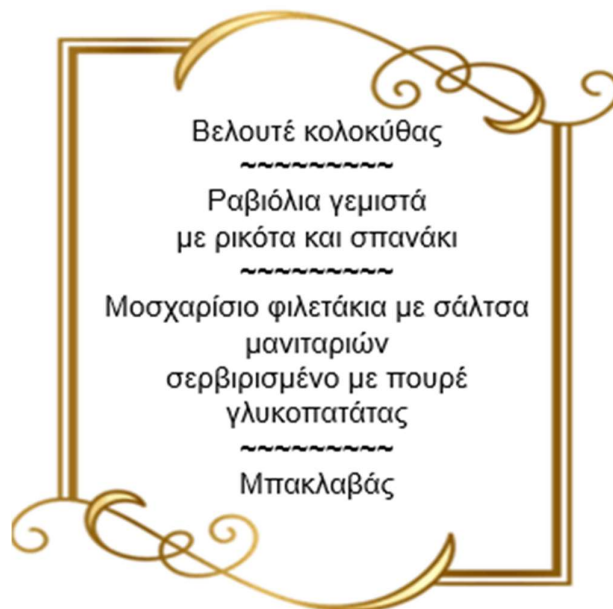 Βελουτέ κολοκύθας
~~~~~~~~~
Ραβιόλια γεμιστά
με ρικότα και σπανάκι
~~~~~~~~~
Μοσχαρίσιο φιλετάκια με σάλτσα
μανιταριών
σερβιρισμένο με πουρέ
γλυκοπατάτας
~~~~~~~~~
Μπακλαβάς